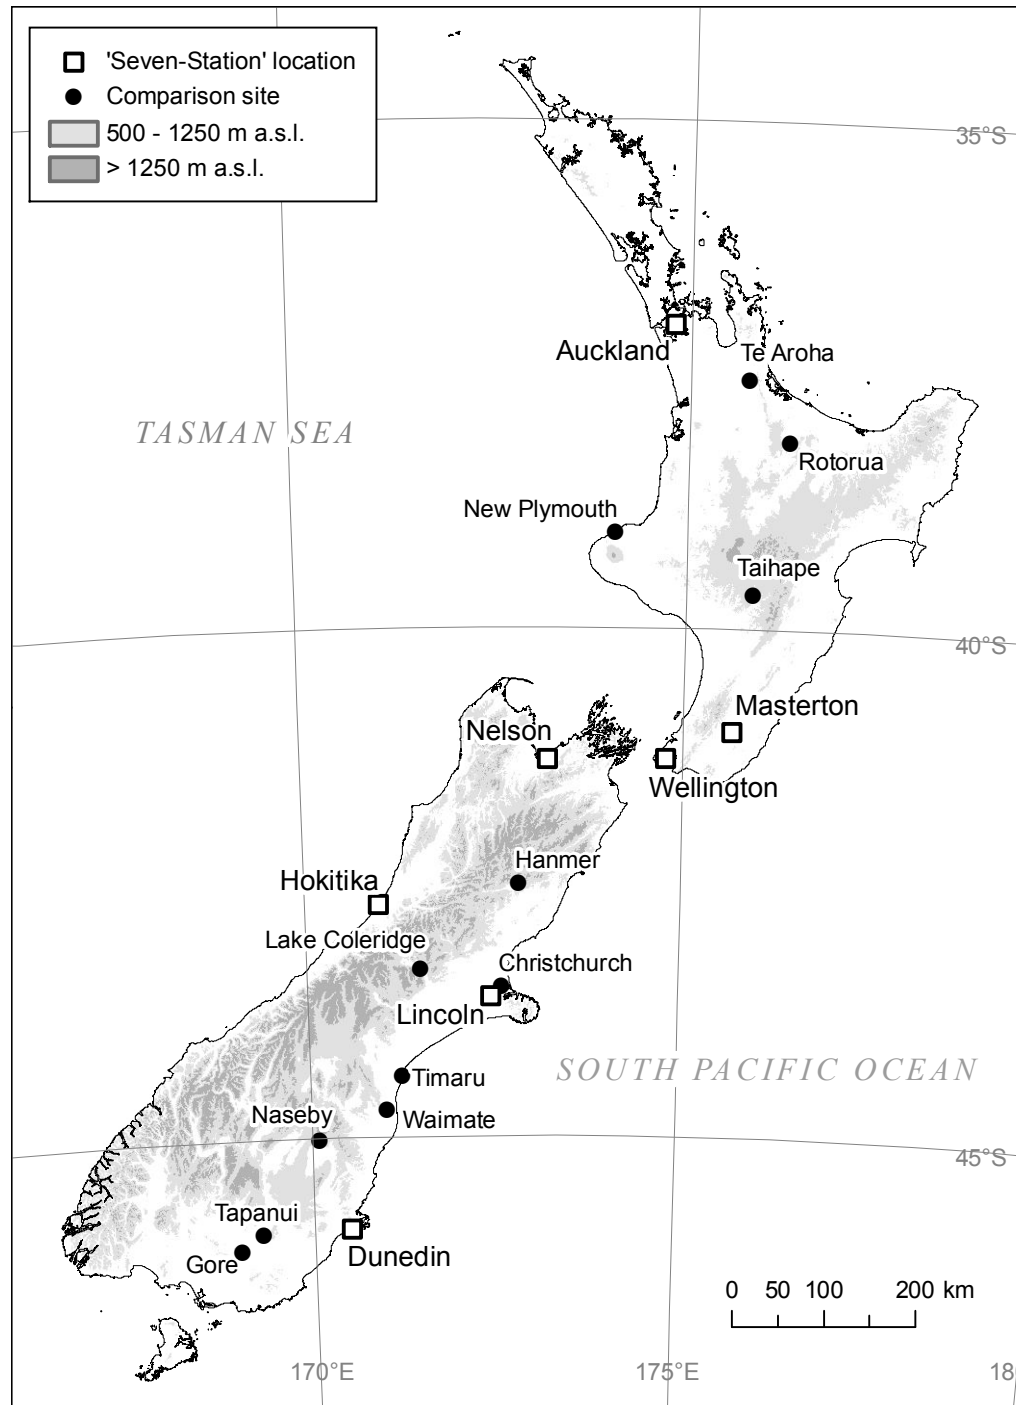 'Seven-Station' location
Comparison site
500 - 1250 m a.s.l.
> 1250 m a.s.l.
35°S
Auckland
Te Aroha
TASMAN SEA
Rotorua
New Plymouth
Taihape
40°S
Masterton
Nelson
Wellington
Hanmer
Hokitika
Lake Coleridge
Christchurch
Lincoln
SOUTH PACIFIC OCEAN
Timaru
Naseby
Waimate
45°S
Tapanui
Dunedin
Gore
0 50 100 200 km
170°E
175°E
18